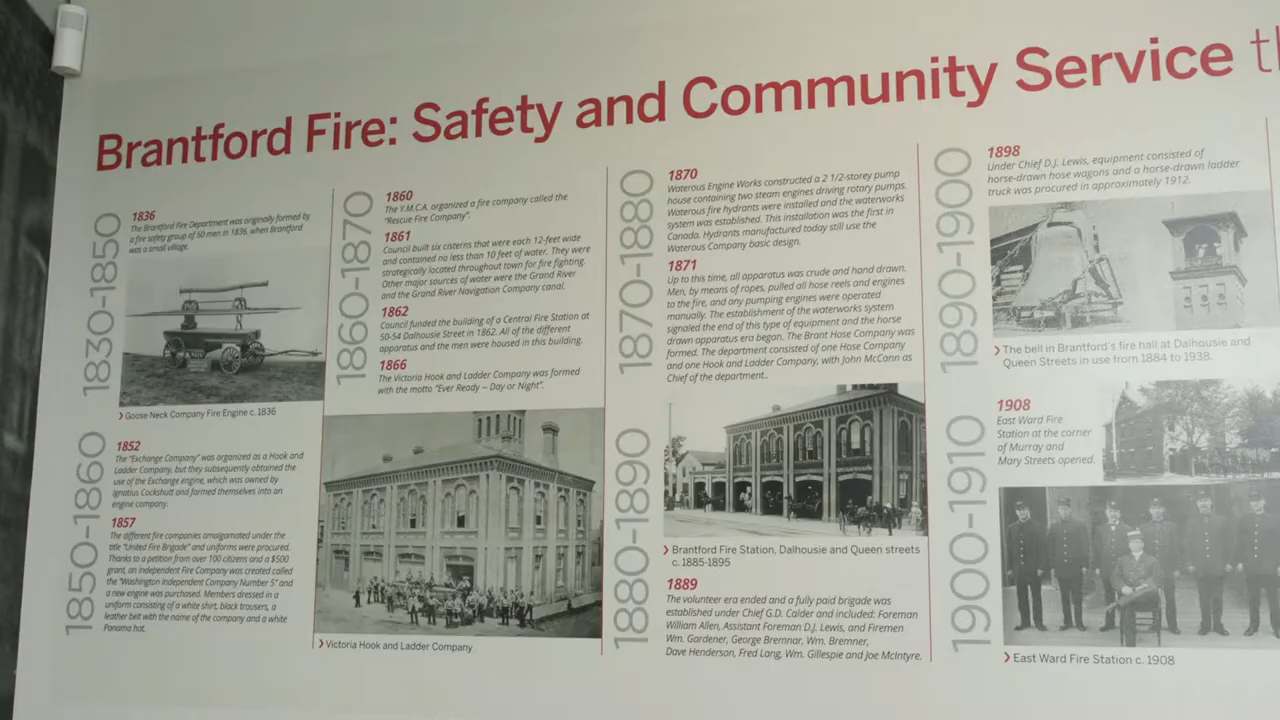 Brantford Fire: Safety and Community Service t
1830-1850
1836
The Brantford Fire Department was originally formed by
a fire safety group of 50 men in 1836, when Brantford
was a small village.
❯ Goose Neck Company Fire Engine c. 1836
1850-1860
1852
The "Exchange Company" was organized as a Hook and
Ladder Company, but they subsequently obtained the
use of the Exchange engine, which was owned by
Ignatius Cockshutt and formed themselves into an
engine company.
1857
The different fire companies amalgamated under the
title "United Fire Brigade" and uniforms were procured.
Thanks to a petition from over 100 citizens and a $500
grant, an Independent Fire Company was created called
the "Washington Independent Company Number 5" and
a new engine was purchased. Members dressed in a
uniform consisting of a white shirt, black trousers, a
leather belt with the name of the company and a white
Panama hat.
1860-1870
1860
The Y.M.C.A. organized a fire company called the
"Rescue Fire Company".
1861
Council built six cisterns that were each 12-feet wide
and contained no less than 10 feet of water. They were
strategically located throughout town for fire fighting.
Other major sources of water were the Grand River
and the Grand River Navigation Company canal.
1862
Council funded the building of a Central Fire Station at
50-54 Dalhousie Street in 1862. All of the different
apparatus and the men were housed in this building.
1866
The Victoria Hook and Ladder Company was formed
with the motto "Ever Ready -- Day or Night".
❯ Victoria Hook and Ladder Company
1870-1880
1870
Waterous Engine Works constructed a 2 1/2-storey pump
house containing two steam engines driving rotary pumps.
Waterous fire hydrants were installed and the waterworks
system was established. This installation was the first in
Canada. Hydrants manufactured today still use the
Waterous Company basic design.
1871
Up to this time, all apparatus was crude and hand drawn.
Men, by means of ropes, pulled all hose reels and engines
to the fire, and any pumping engines were operated
manually. The establishment of the waterworks system
signaled the end of this type of equipment and the horse
drawn apparatus era began. The Brant Hose Company was
formed. The department consisted of one Hose Company
and one Hook and Ladder Company, with John McCann as
Chief of the department..
1880-1890
❯ Brantford Fire Station, Dalhousie and Queen streets
c. 1885-1895
1889
The volunteer era ended and a fully paid brigade was
established under Chief G.D. Calder and included: Foreman
William Allen, Assistant Foreman D.J. Lewis, and Firemen
Wm. Gardener, George Bremnar, Wm. Bremner,
Dave Henderson, Fred Lang, Wm. Gillespie and Joe McIntyre.
1890-1900
1898
Under Chief D.J. Lewis, equipment consisted of
horse-drawn hose wagons and a horse-drawn ladder
truck was procured in approximately 1912.
❯ The bell in Brantford's fire hall at Dalhousie and
Queen Streets in use from 1884 to 1938.
1900-1910
1908
East Ward Fire
Station at the corner
of Murray and
Mary Streets opened.
❯ East Ward Fire Station c. 1908